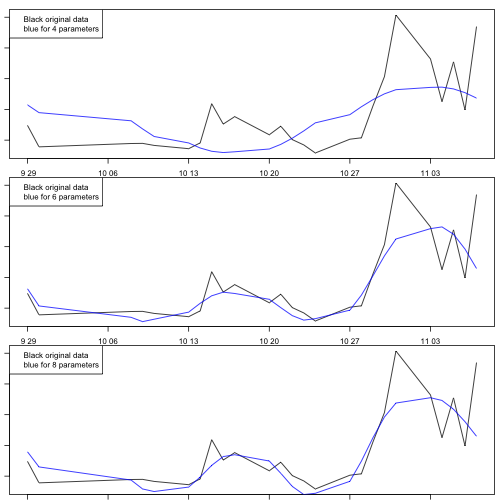 Black original data
blue for 4 parameters
9 29 10 06 10 13 10 20 10 27 11 03
Black original data
blue for 6 parameters
9 29 10 06 10 13 10 20 10 27 11 03
Black original data
blue for 8 parameters